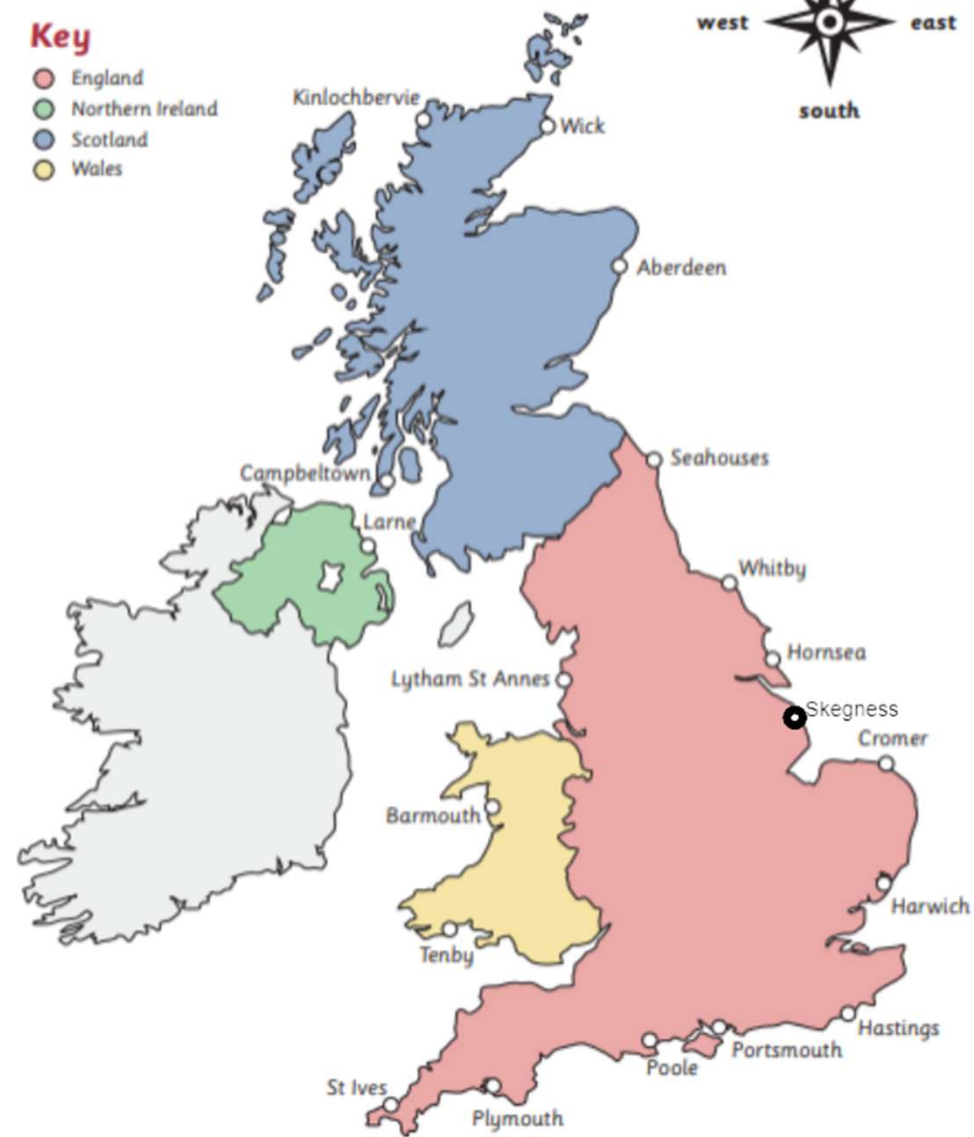 Key
England
Northern Ireland
Scotland
Wales
west east
south
Kinlochbervie
Wick
Aberdeen
Seahouses
Campbeltown
Larne
Whitby
Hornsea
Lytham St Annes
Skegness
Cromer
Barmouth
Harwich
Tenby
Hastings
Portsmouth
Poole
St Ives
Plymouth